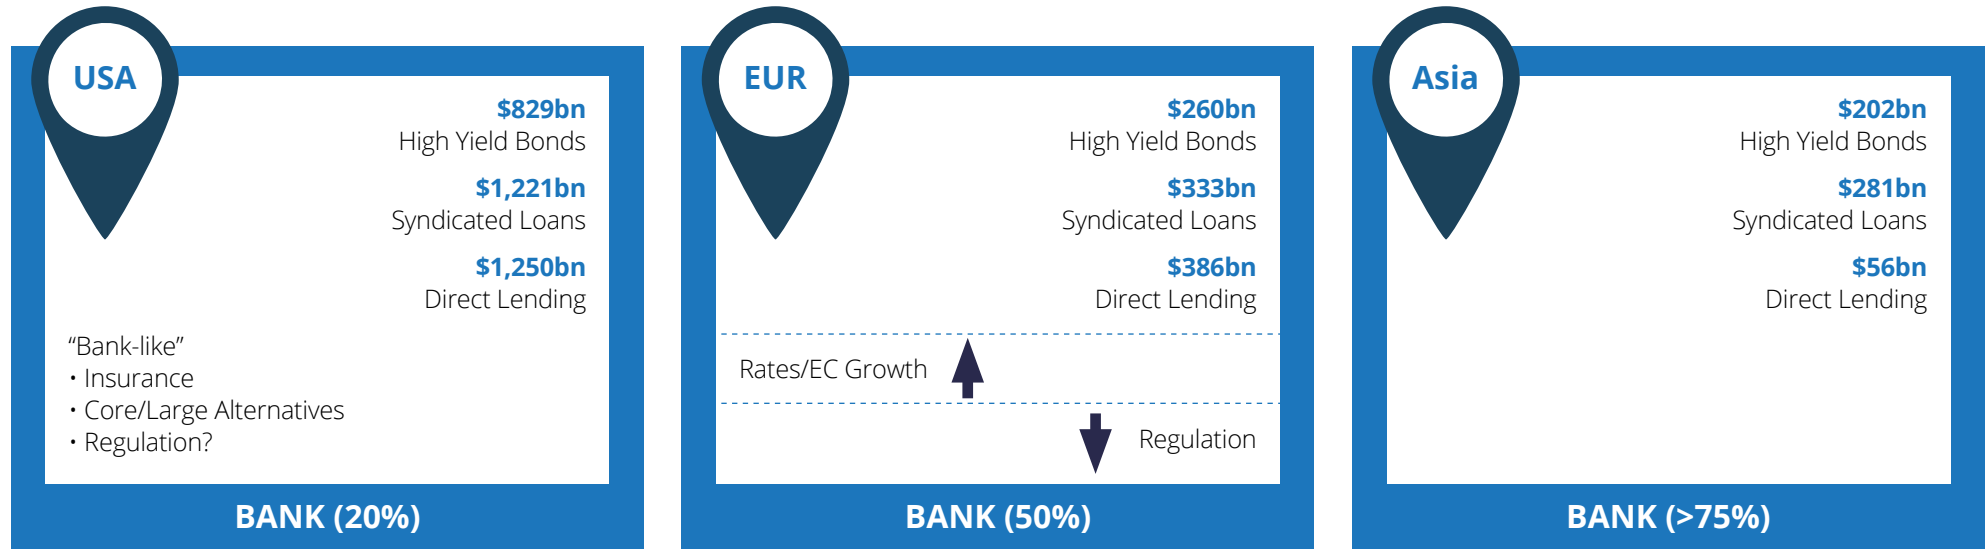 USA
$829bn
High Yield Bonds
$1,221bn
Syndicated Loans
$1,250bn
Direct Lending
“Bank-like”
• Insurance
• Core/Large Alternatives
• Regulation?
BANK (20%)
EUR
$260bn
High Yield Bonds
$333bn
Syndicated Loans
$386bn
Direct Lending
Rates/EC Growth
Regulation
BANK (50%)
Asia
$202bn
High Yield Bonds
$281bn
Syndicated Loans
$56bn
Direct Lending
BANK (>75%)